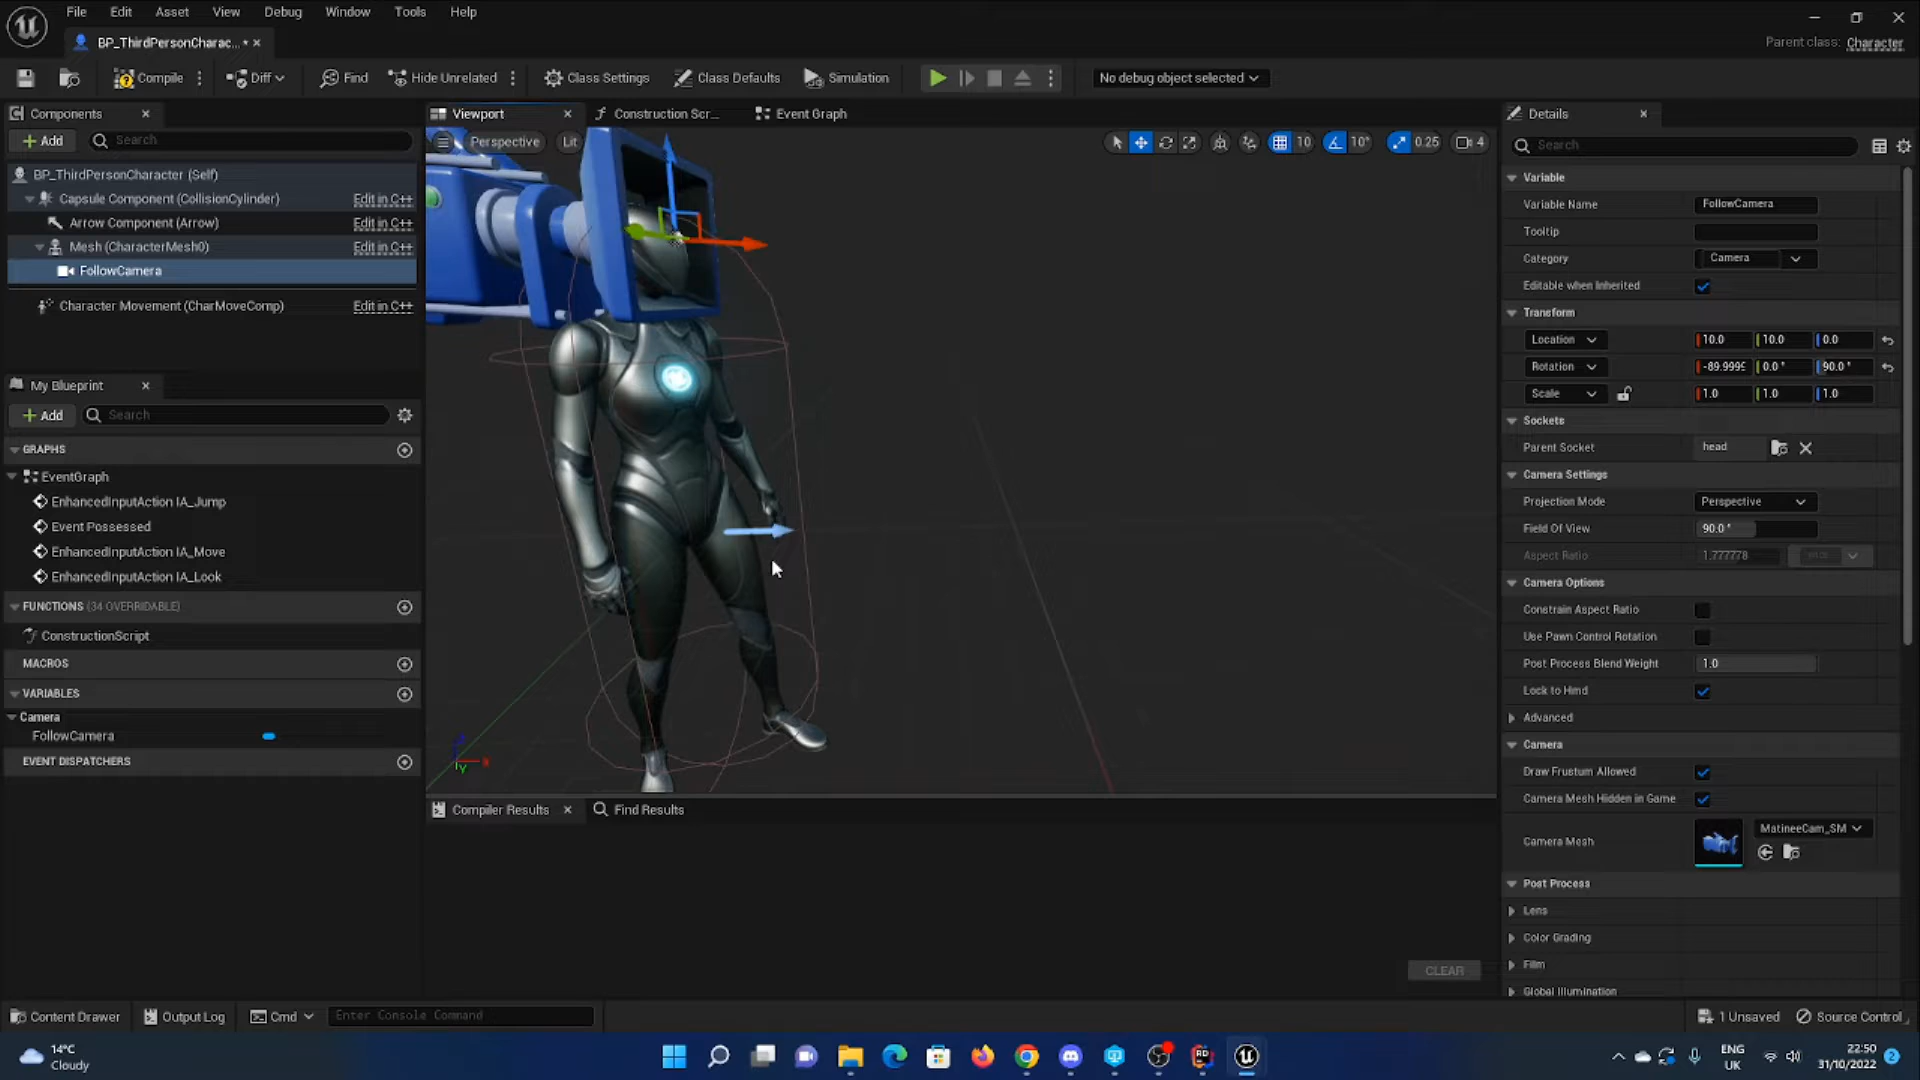 File Edit Asset View Debug Window Tools Help
BP_ThirdPersonCharac... *
Parent class: Character
Compile Diff Find Hide Unrelated Class Settings Class Defaults Simulation No debug object selected
Components
Add Search
BP_ThirdPersonCharacter (Self)
Capsule Component (CollisionCylinder) Edit in C++
Arrow Component (Arrow) Edit in C++
Mesh (CharacterMesh0) Edit in C++
FollowCamera
Character Movement (CharMoveComp) Edit in C++
My Blueprint
Add Search
GRAPHS
EventGraph
EnhancedInputAction IA_Jump
Event Possessed
EnhancedInputAction IA_Move
EnhancedInputAction IA_Look
FUNCTIONS (34 OVERRIDABLE)
ConstructionScript
MACROS
VARIABLES
Camera
FollowCamera
EVENT DISPATCHERS
Viewport Construction Scr... Event Graph
Perspective Lit 10 10° 0.25 4
Z X Y
Compiler Results Find Results
CLEAR
Details
Search
Variable
Variable Name FollowCamera
Tooltip
Category Camera
Editable when Inherited
Transform
Location 10.0 10.0 0.0
Rotation -89.9999 0.0° 90.0°
Scale 1.0 1.0 1.0
Sockets
Parent Socket head
Camera Settings
Projection Mode Perspective
Field Of View 90.0°
Aspect Ratio 1.777778
Camera Options
Constrain Aspect Ratio
Use Pawn Control Rotation
Post Process Blend Weight 1.0
Lock to Hmd
Advanced
Camera
Draw Frustum Allowed
Camera Mesh Hidden in Game
Camera Mesh MatineeCam_SM
Post Process
Lens
Color Grading
Film
Global Illumination
Content Drawer Output Log Cmd Enter Console Command 1 Unsaved Source Control
14°C
Cloudy
ENG
UK
22:50
31/10/2022
2